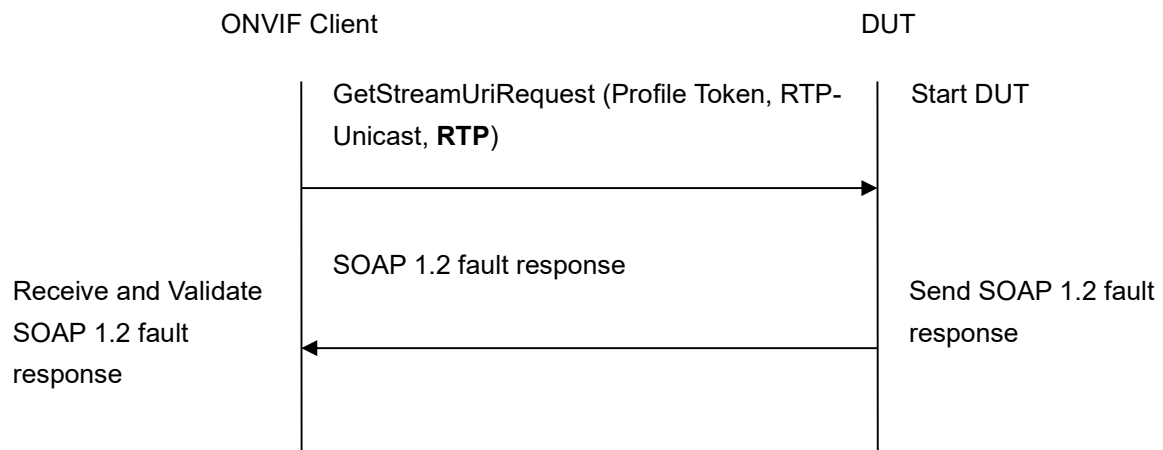 ONVIF Client
DUT
GetStreamUriRequest (Profile Token, RTP-
Unicast, RTP)
Start DUT
SOAP 1.2 fault response
Receive and Validate
SOAP 1.2 fault
response
Send SOAP 1.2 fault
response